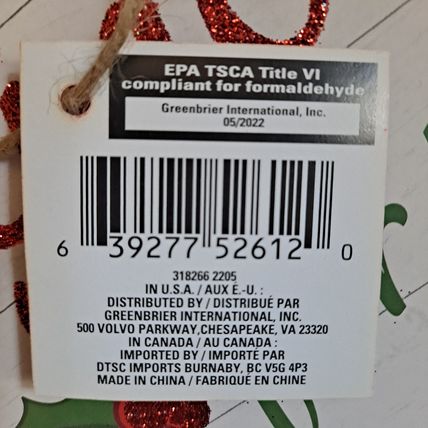 EPA TSCA Title VI
compliant for formaldehyde
Greenbrier International, Inc.
05/2022
6 39277 52612 0
318266 2205
IN U.S.A. / AUX É.-U. :
DISTRIBUTED BY / DISTRIBUÉ PAR
GREENBRIER INTERNATIONAL, INC.
500 VOLVO PARKWAY,CHESAPEAKE, VA 23320
IN CANADA / AU CANADA :
IMPORTED BY / IMPORTÉ PAR
DTSC IMPORTS BURNABY, BC V5G 4P3
MADE IN CHINA / FABRIQUÉ EN CHINE